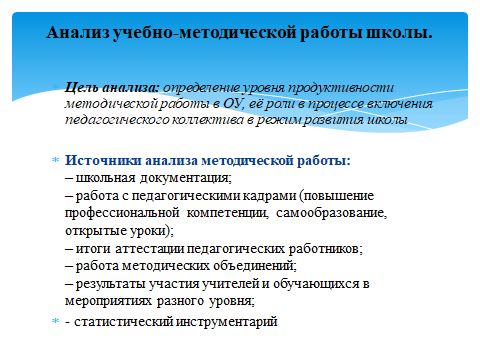 Анализ учебно-методической работы школы.
Цель анализа: определение уровня продуктивности
методической работы в ОУ, её роли в процессе включения
педагогического коллектива в режим развития школы
* Источники анализа методической работы:
– школьная документация;
– работа с педагогическими кадрами (повышение
профессиональной компетенции, самообразование,
открытые уроки);
– итоги аттестации педагогических работников;
– работа методических объединений;
– результаты участия учителей и обучающихся в
мероприятиях разного уровня;
* - статистический инструментарий